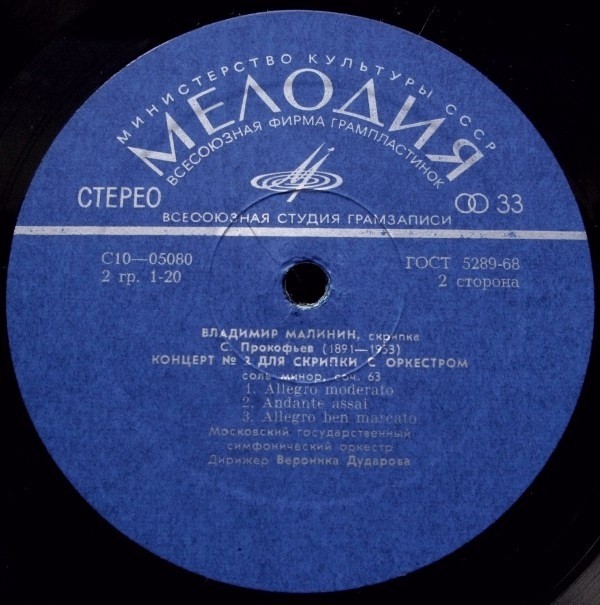 МИНИСТЕРСТВО КУЛЬТУРЫ СССР
МЕЛОДИЯ
ВСЕСОЮЗНАЯ ФИРМА ГРАМПЛАСТИНОК
СТЕРЕО
33
ВСЕСОЮЗНАЯ СТУДИЯ ГРАМЗАПИСИ
С10—05080
ГОСТ 5289-68
2 гр. 1-20
2 сторона
ВЛАДИМИР МАЛИНИН, скрипка
С. Прокофьев (1891—1953)
КОНЦЕРТ № 2 ДЛЯ СКРИПКИ С ОРКЕСТРОМ
соль минор, соч. 63
1. Allegro moderato
2. Andante assai
3. Allegro ben marcato
Московский государственный
симфонический оркестр
Дирижер Вероника Дударова